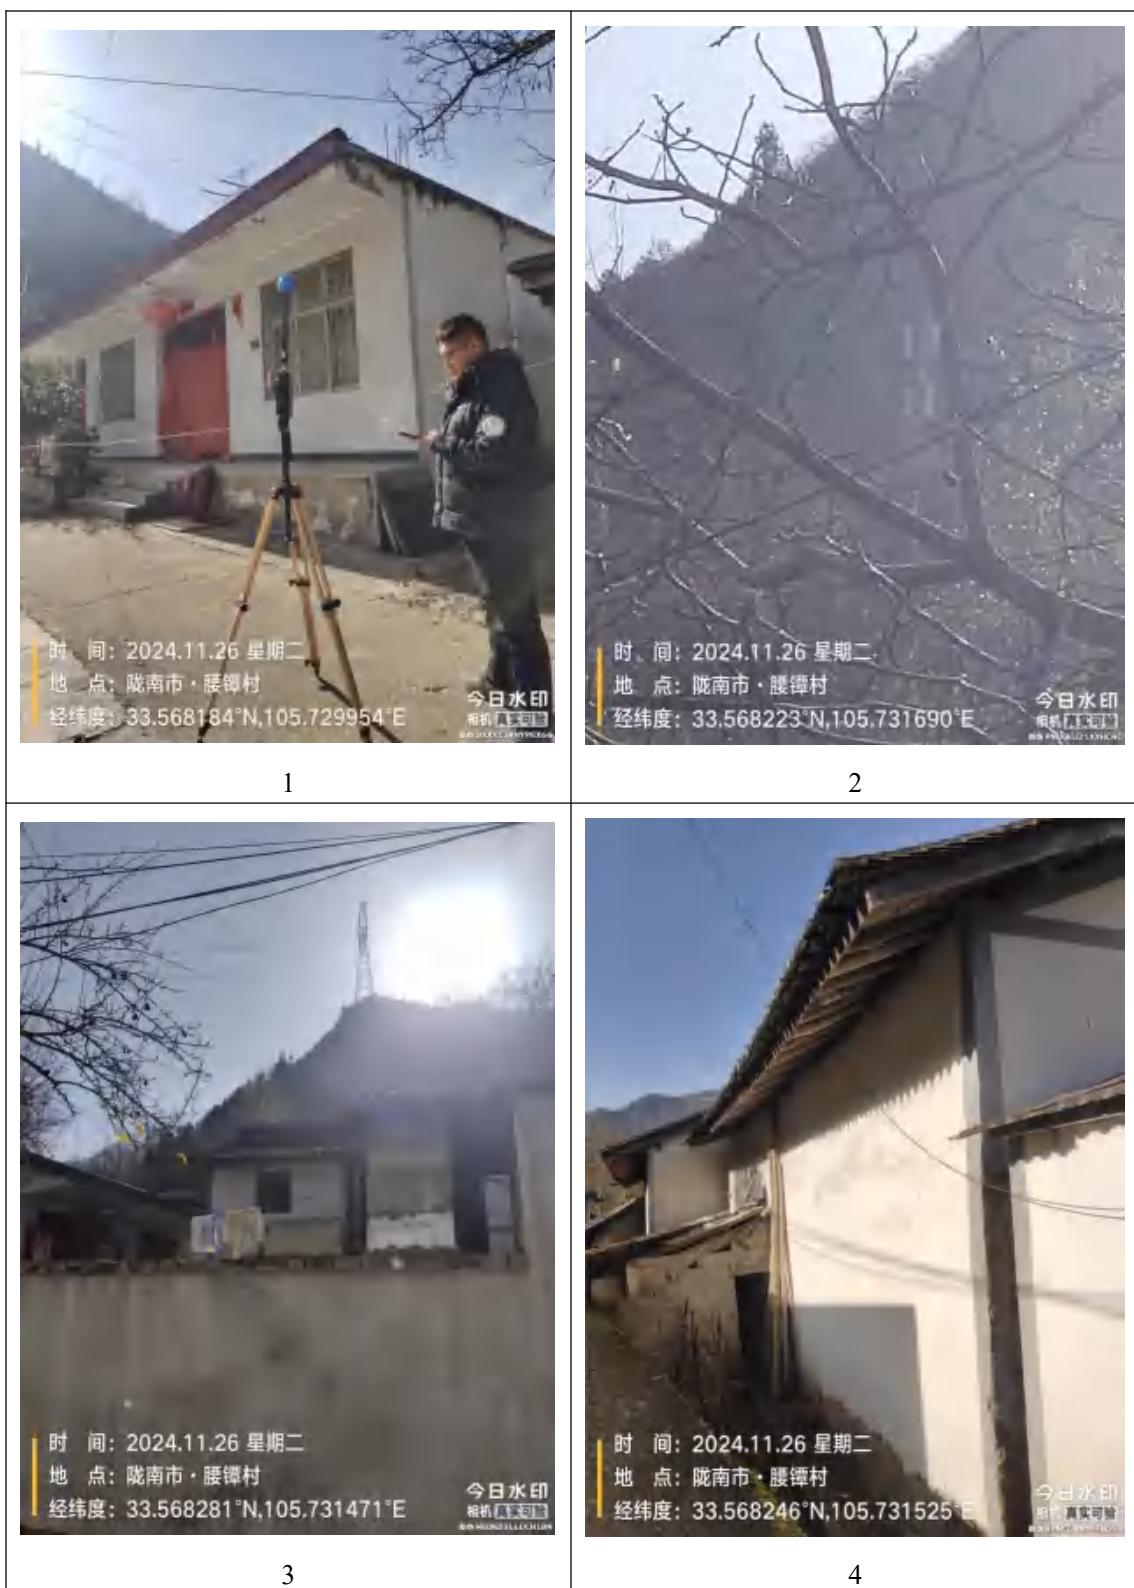 时 间：2024.11.26 星期二
地 点：陇南市·腰镡村
经纬度：33.568184°N,105.729954°E
今日水印
相机 真实可验
1
时 间：2024.11.26 星期二
地 点：陇南市·腰镡村
经纬度：33.568223°N,105.731690°E
今日水印
相机 真实可验
2
时 间：2024.11.26 星期二
地 点：陇南市·腰镡村
经纬度：33.568281°N,105.731471°E
今日水印
相机 真实可验
3
时 间：2024.11.26 星期二
地 点：陇南市·腰镡村
经纬度：33.568246°N,105.731525°E
今日水印
相机 真实可验
4